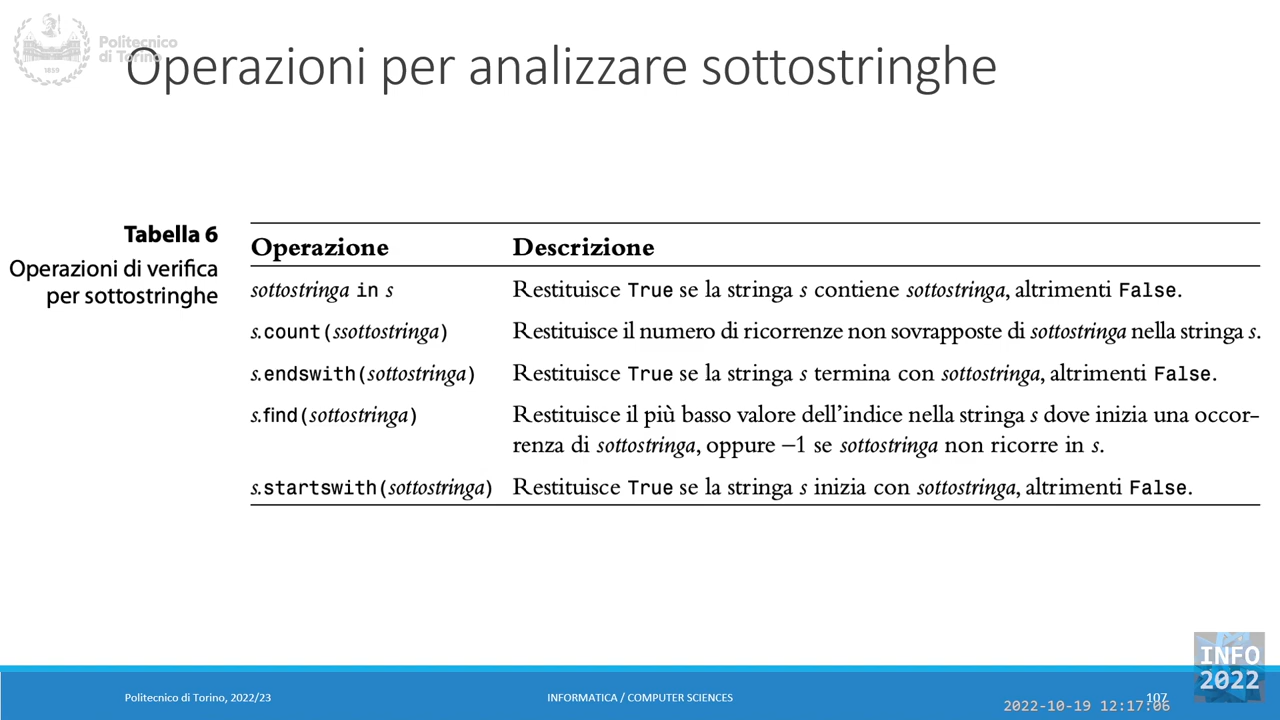 Politecnico
di Torino
1859
Operazioni per analizzare sottostringhe
Tabella 6
Operazioni di verifica
per sottostringhe
Operazione Descrizione
sottostringa in s Restituisce True se la stringa s contiene sottostringa, altrimenti False.
s.count(ssottostringa) Restituisce il numero di ricorrenze non sovrapposte di sottostringa nella stringa s.
s.endswith(sottostringa) Restituisce True se la stringa s termina con sottostringa, altrimenti False.
s.find(sottostringa) Restituisce il più basso valore dell'indice nella stringa s dove inizia una occor-
renza di sottostringa, oppure –1 se sottostringa non ricorre in s.
s.startswith(sottostringa) Restituisce True se la stringa s inizia con sottostringa, altrimenti False.
INFO
2022
Politecnico di Torino, 2022/23 INFORMATICA / COMPUTER SCIENCES 107
2022-10-19 12:17:06